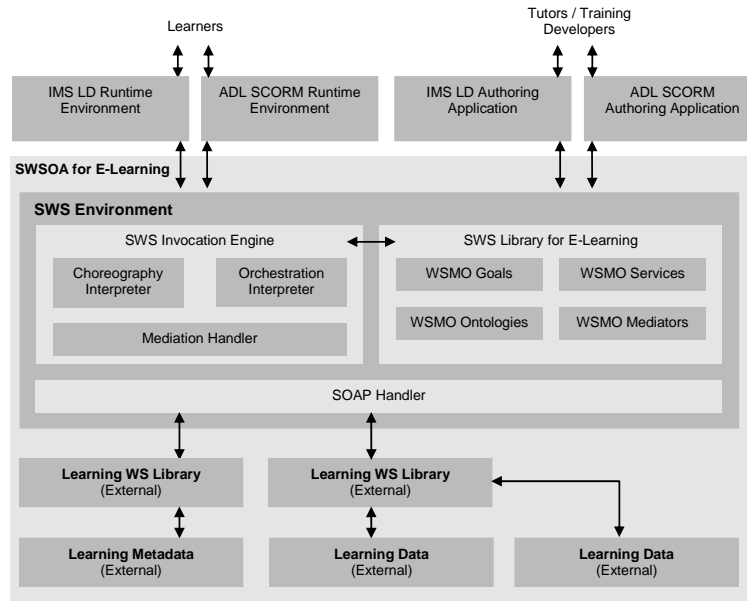 Learners
Tutors / Training
Developers
IMS LD Runtime
Environment
ADL SCORM Runtime
Environment
IMS LD Authoring
Application
ADL SCORM
Authoring Application
SWSOA for E-Learning
SWS Environment
SWS Invocation Engine
SWS Library for E-Learning
Choreography
Interpreter
Orchestration
Interpreter
Mediation Handler
WSMO Goals
WSMO Services
WSMO Ontologies
WSMO Mediators
SOAP Handler
Learning WS Library
(External)
Learning WS Library
(External)
Learning Metadata
(External)
Learning Data
(External)
Learning Data
(External)